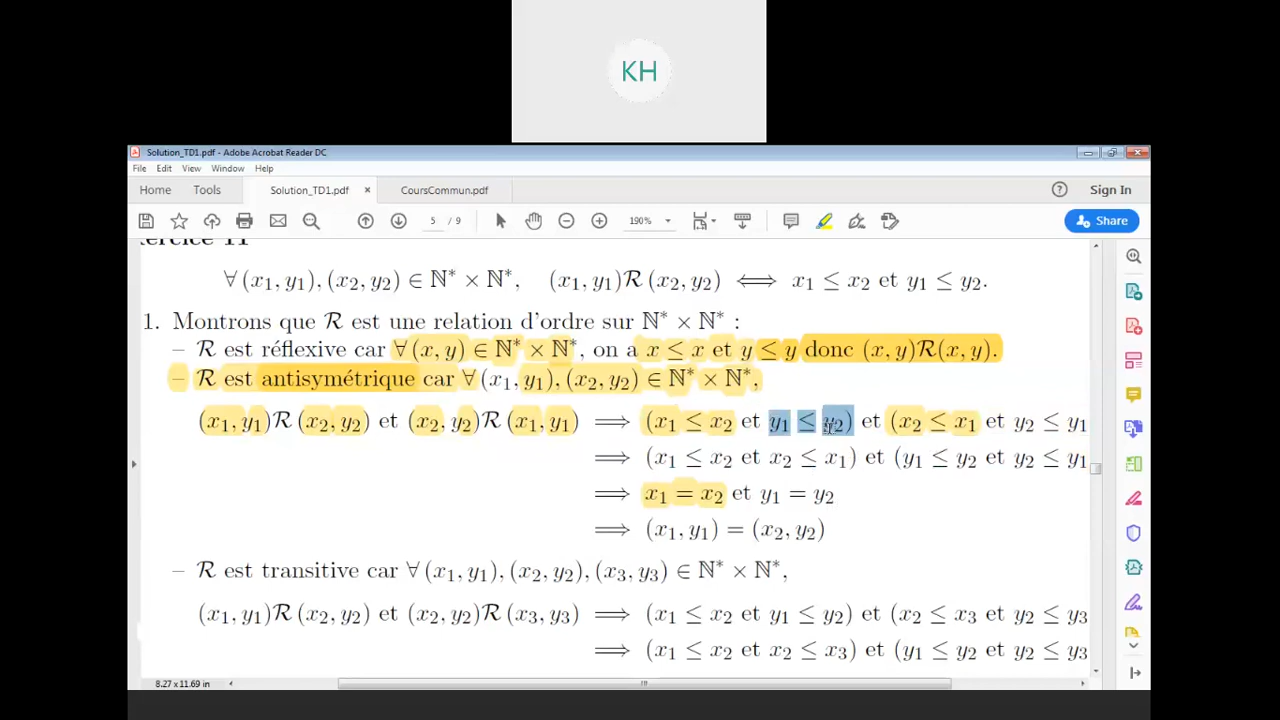 KH
Solution_TD1.pdf - Adobe Acrobat Reader DC
File Edit View Window Help
Home Tools Solution_TD1.pdf × CoursCommun.pdf Sign In
5 / 9 190% Share
∀ (x₁, y₁), (x₂, y₂) ∈ ℕ* × ℕ*, (x₁, y₁)ℛ (x₂, y₂) ⟺ x₁ ≤ x₂ et y₁ ≤ y₂.
1. Montrons que ℛ est une relation d'ordre sur ℕ* × ℕ* :
– ℛ est réflexive car ∀ (x, y) ∈ ℕ* × ℕ*, on a x ≤ x et y ≤ y donc (x, y)ℛ(x, y).
– ℛ est antisymétrique car ∀ (x₁, y₁), (x₂, y₂) ∈ ℕ* × ℕ*,
(x₁, y₁)ℛ (x₂, y₂) et (x₂, y₂)ℛ (x₁, y₁) ⟹ (x₁ ≤ x₂ et y₁ ≤ y₂) et (x₂ ≤ x₁ et y₂ ≤ y₁
⟹ (x₁ ≤ x₂ et x₂ ≤ x₁) et (y₁ ≤ y₂ et y₂ ≤ y₁
⟹ x₁ = x₂ et y₁ = y₂
⟹ (x₁, y₁) = (x₂, y₂)
– ℛ est transitive car ∀ (x₁, y₁), (x₂, y₂), (x₃, y₃) ∈ ℕ* × ℕ*,
(x₁, y₁)ℛ (x₂, y₂) et (x₂, y₂)ℛ (x₃, y₃) ⟹ (x₁ ≤ x₂ et y₁ ≤ y₂) et (x₂ ≤ x₃ et y₂ ≤ y₃
⟹ (x₁ ≤ x₂ et x₂ ≤ x₃) et (y₁ ≤ y₂ et y₂ ≤ y₃
8.27 x 11.69 in